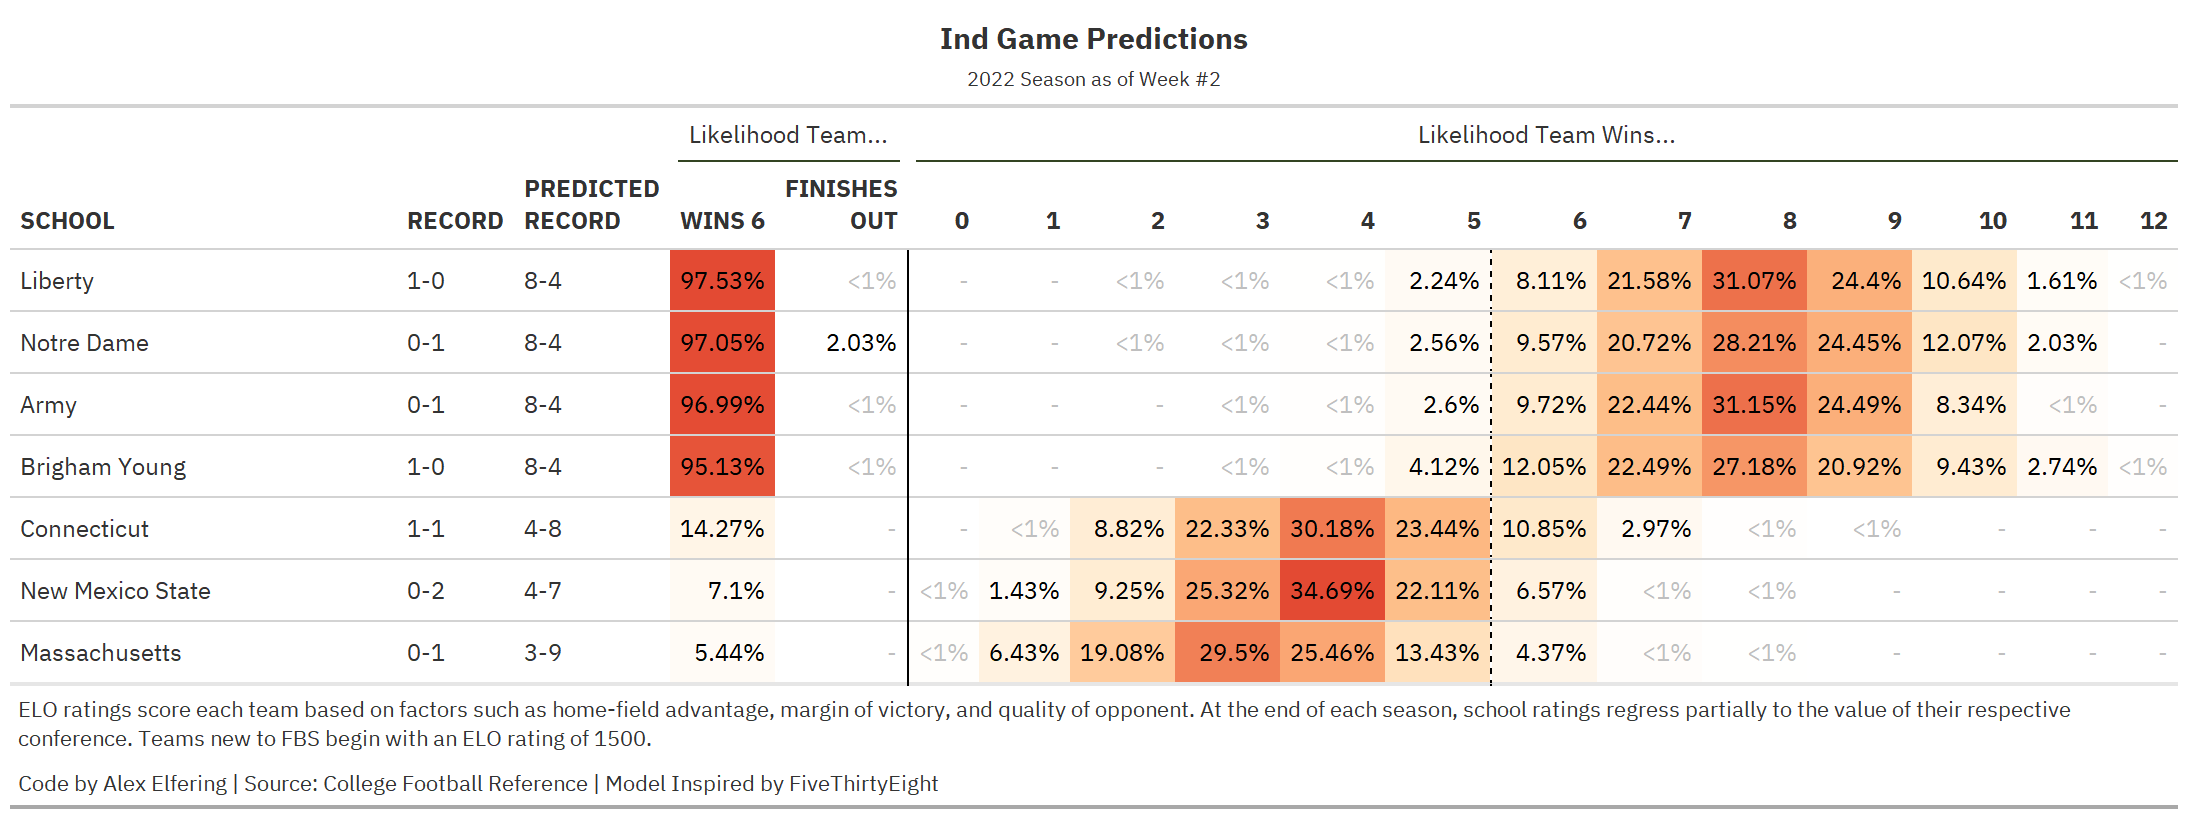 Ind Game Predictions
2022 Season as of Week #2
Likelihood Team... Likelihood Team Wins...
SCHOOL RECORD PREDICTED RECORD WINS 6 FINISHES OUT 0 1 2 3 4 5 6 7 8 9 10 11 12
Liberty 1-0 8-4 97.53% <1% - - <1% <1% <1% 2.24% 8.11% 21.58% 31.07% 24.4% 10.64% 1.61% <1%
Notre Dame 0-1 8-4 97.05% 2.03% - - <1% <1% <1% 2.56% 9.57% 20.72% 28.21% 24.45% 12.07% 2.03% -
Army 0-1 8-4 96.99% <1% - - - <1% <1% 2.6% 9.72% 22.44% 31.15% 24.49% 8.34% <1% -
Brigham Young 1-0 8-4 95.13% <1% - - - <1% <1% 4.12% 12.05% 22.49% 27.18% 20.92% 9.43% 2.74% <1%
Connecticut 1-1 4-8 14.27% - - <1% 8.82% 22.33% 30.18% 23.44% 10.85% 2.97% <1% <1% - - -
New Mexico State 0-2 4-7 7.1% - <1% 1.43% 9.25% 25.32% 34.69% 22.11% 6.57% <1% <1% - - - -
Massachusetts 0-1 3-9 5.44% - <1% 6.43% 19.08% 29.5% 25.46% 13.43% 4.37% <1% <1% - - - -
ELO ratings score each team based on factors such as home-field advantage, margin of victory, and quality of opponent. At the end of each season, school ratings regress partially to the value of their respective
conference. Teams new to FBS begin with an ELO rating of 1500.
Code by Alex Elfering | Source: College Football Reference | Model Inspired by FiveThirtyEight